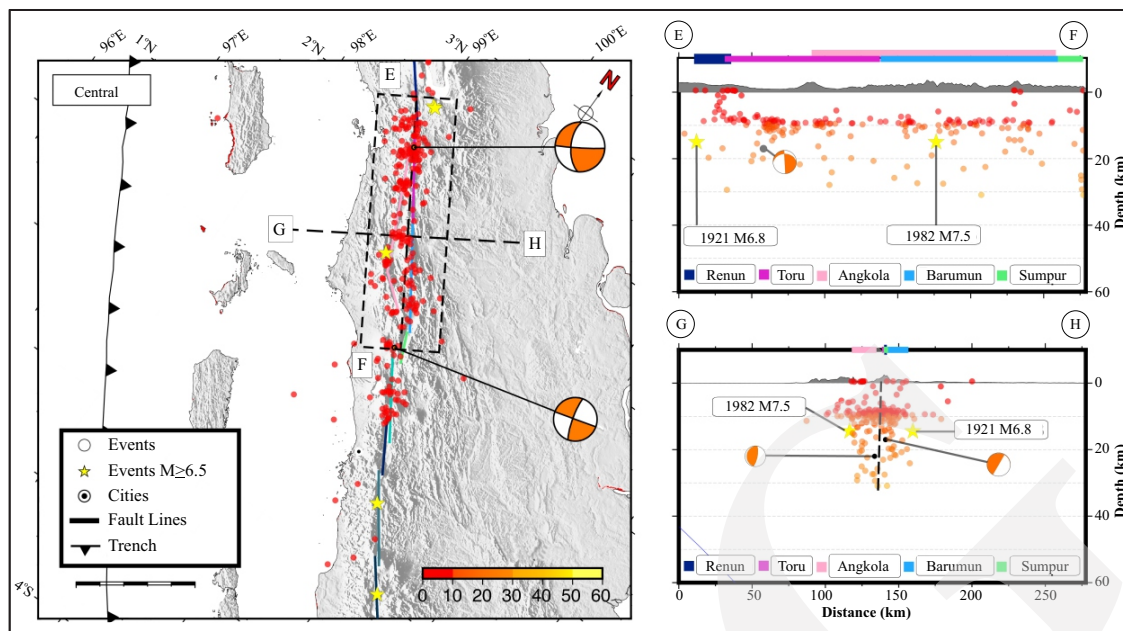 96°E
1°N
97°E
2°N
98°E
3°N
99°E
100°E
Central
E
N
G
H
F
Events
Events M≥6.5
Cities
Fault Lines
Trench
4°S
0 10 20 30 40 50 60
E
F
0
20
40
60
Depth (km)
1921 M6.8
1982 M7.5
Renun
Toru
Angkola
Barumun
Sumpur
G
H
0
20
40
60
Depth (km)
1982 M7.5
1921 M6.8
Renun
Toru
Angkola
Barumun
Sumpur
0 50 100 150 200 250
Distance (km)